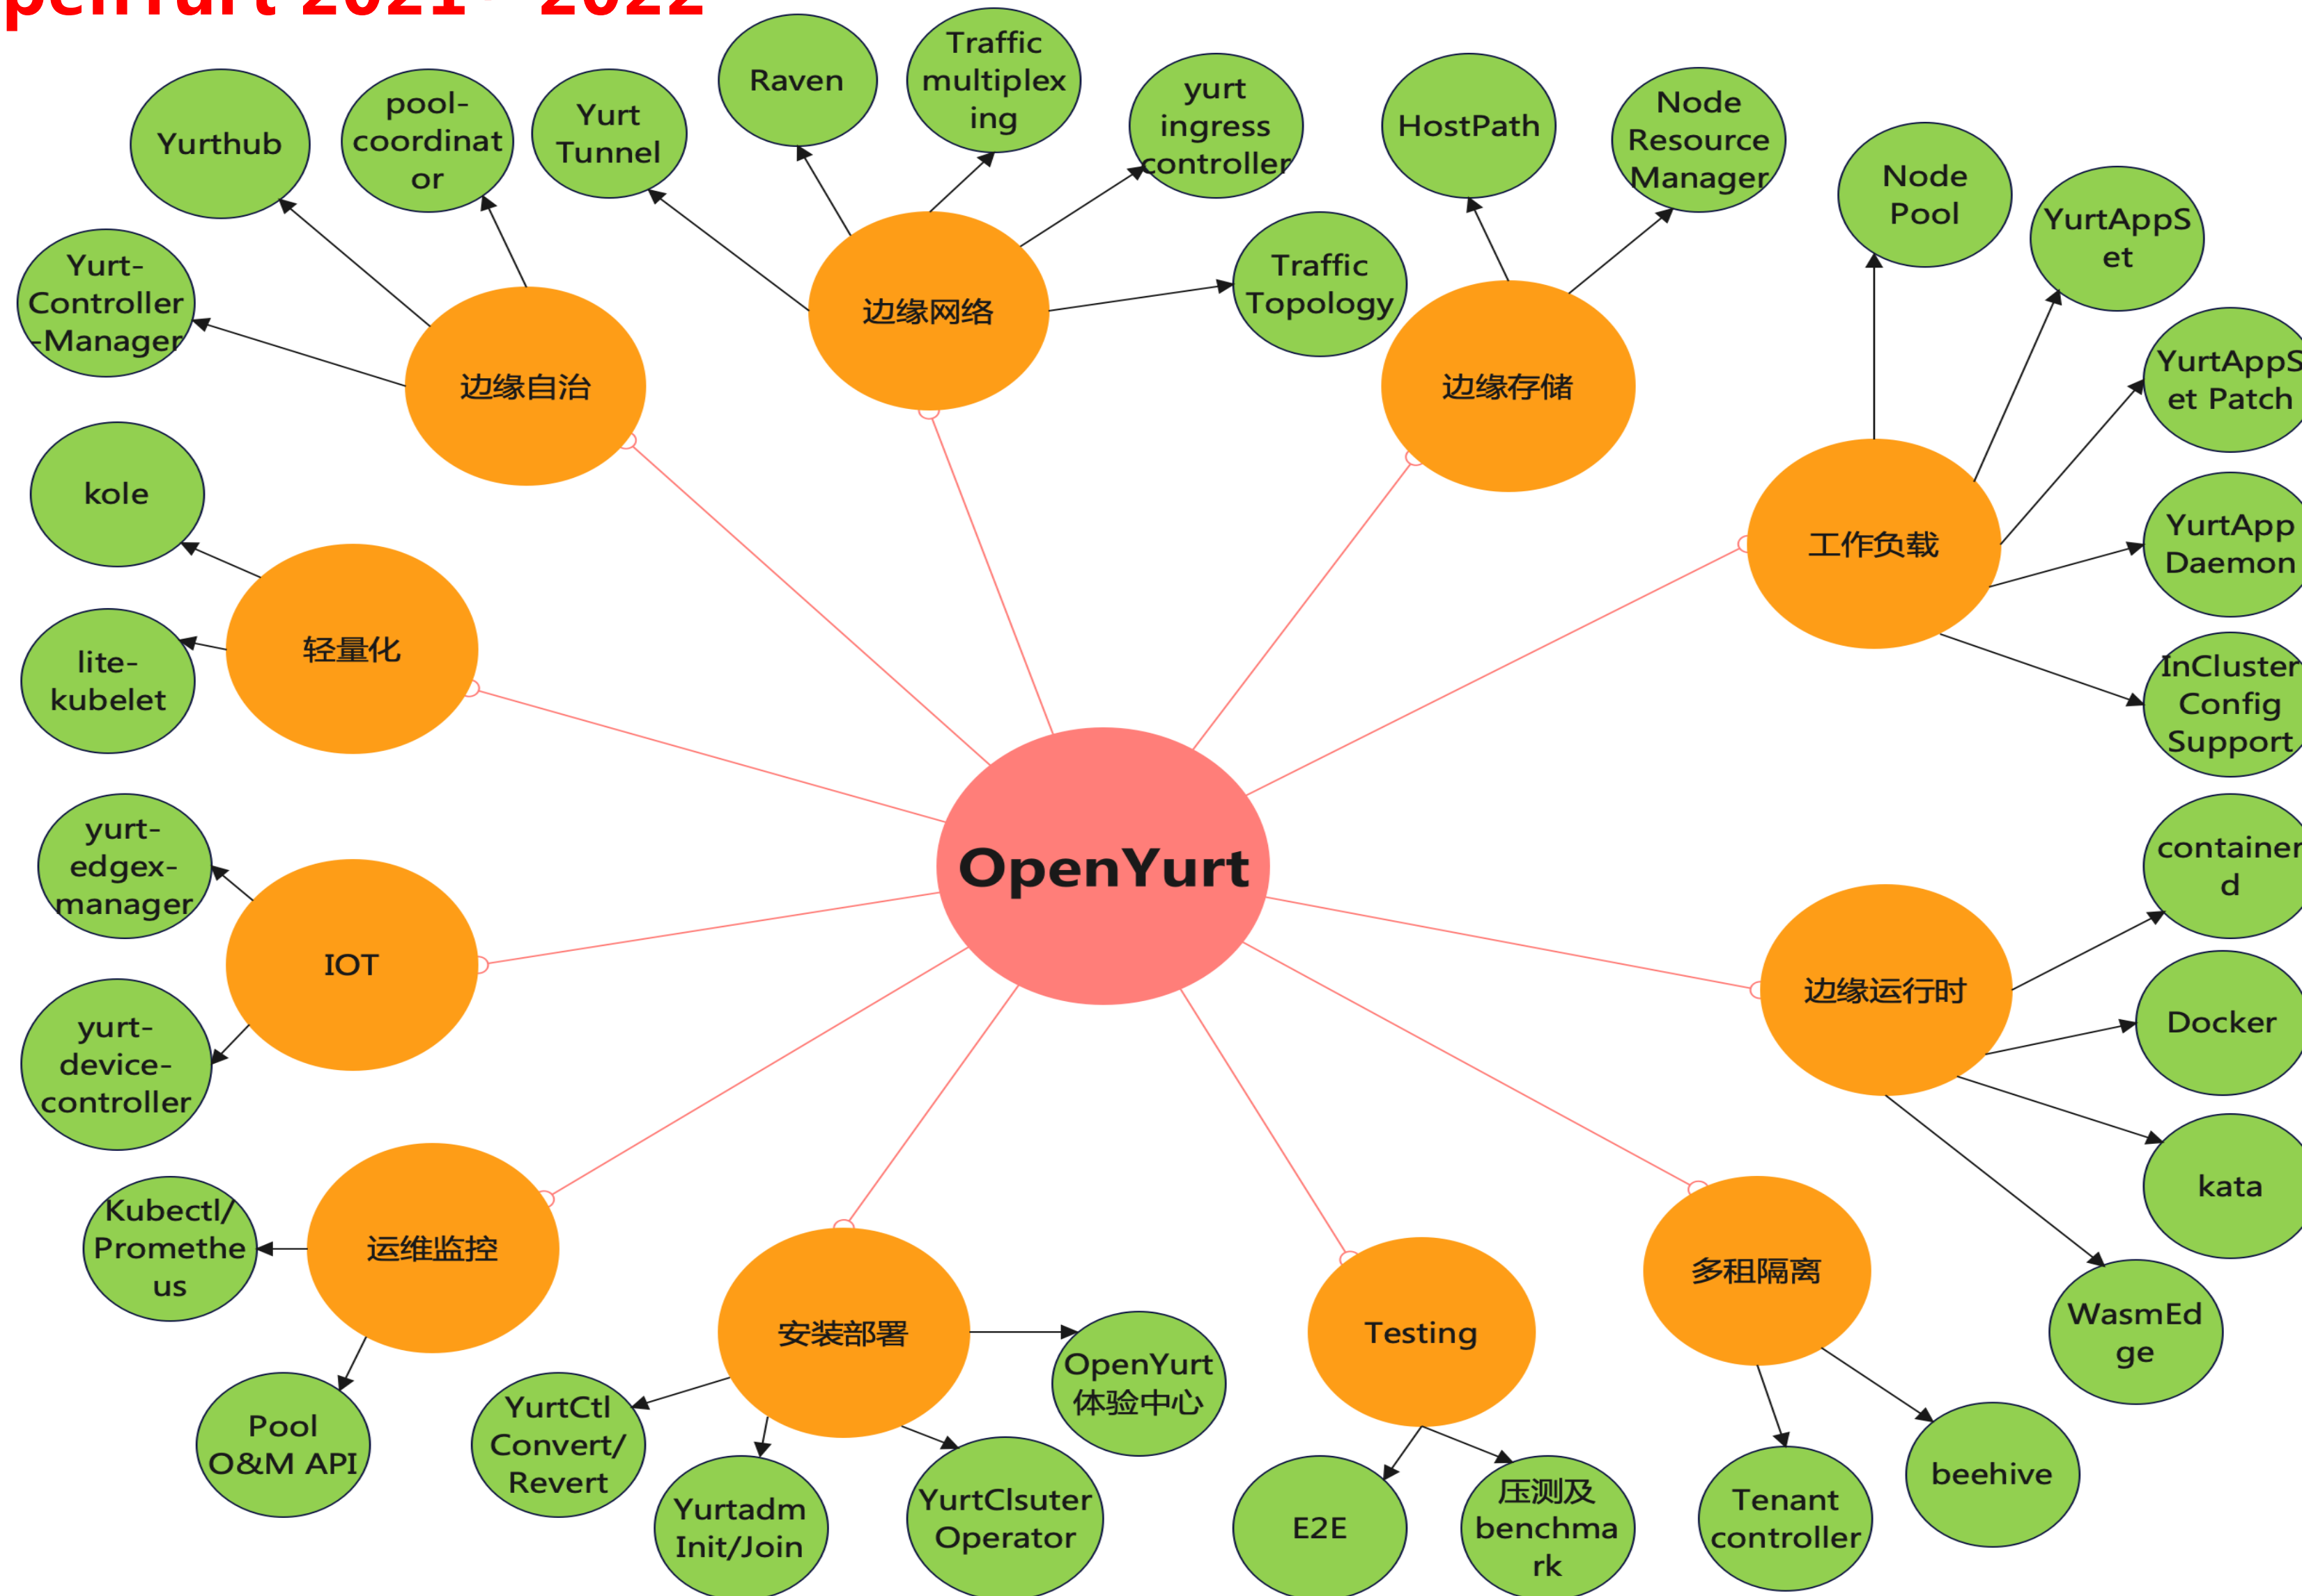 penYurt 2021~ 2022
Raven
Traffic
multiplex
ing
yurt
ingress
controller
HostPath
Node
Resource
Manager
Yurthub
pool-
coordinat
or
Yurt
Tunnel
Node
Pool
YurtAppS
et
Yurt-
Controller
-Manager
边缘自治
边缘网络
Traffic
Topology
边缘存储
YurtAppS
et Patch
kole
工作负载
YurtApp
Daemon
轻量化
lite-
kubelet
InCluster
Config
Support
OpenYurt
yurt-
edgex-
manager
IOT
yurt-
device-
controller
container
d
边缘运行时
Docker
kata
Kubectl/
Promethe
us
运维监控
Pool
O&M API
安装部署
OpenYurt
体验中心
YurtCtl
Convert/
Revert
Yurtadm
Init/Join
YurtClsuter
Operator
Testing
E2E
压测及
benchma
rk
多租隔离
WasmEd
ge
Tenant
controller
beehive